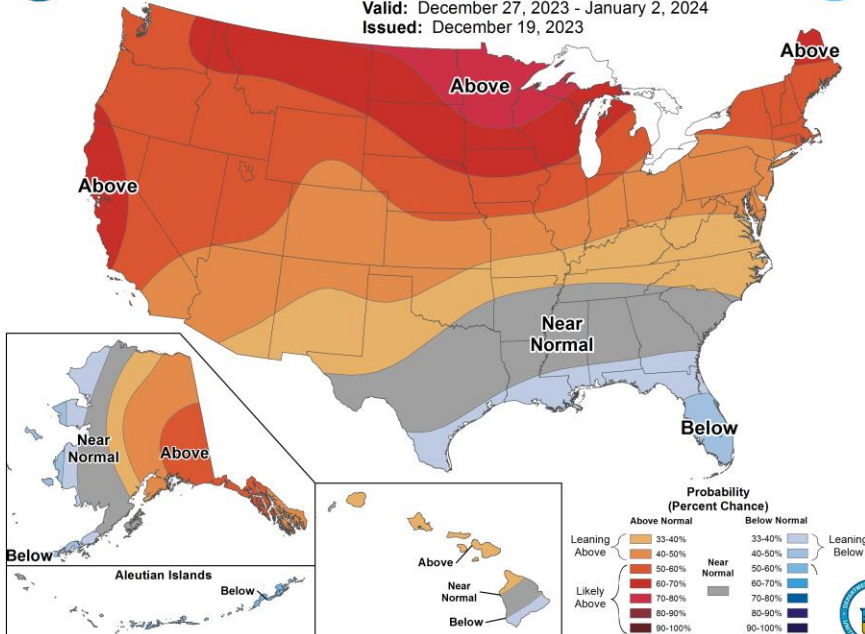 Valid: December 27, 2023 - January 2, 2024
Issued: December 19, 2023
Above
Above
Above
Near
Normal
Below
Near
Normal
Above
Below
Aleutian Islands
Below
Above
Near
Normal
Below
Probability
(Percent Chance)
Above Normal
Below Normal
Leaning
Above
33-40%
40-50%
Likely
Above
50-60%
60-70%
70-80%
80-90%
90-100%
Near
Normal
33-40%
40-50%
50-60%
60-70%
70-80%
80-90%
90-100%
Leaning
Below